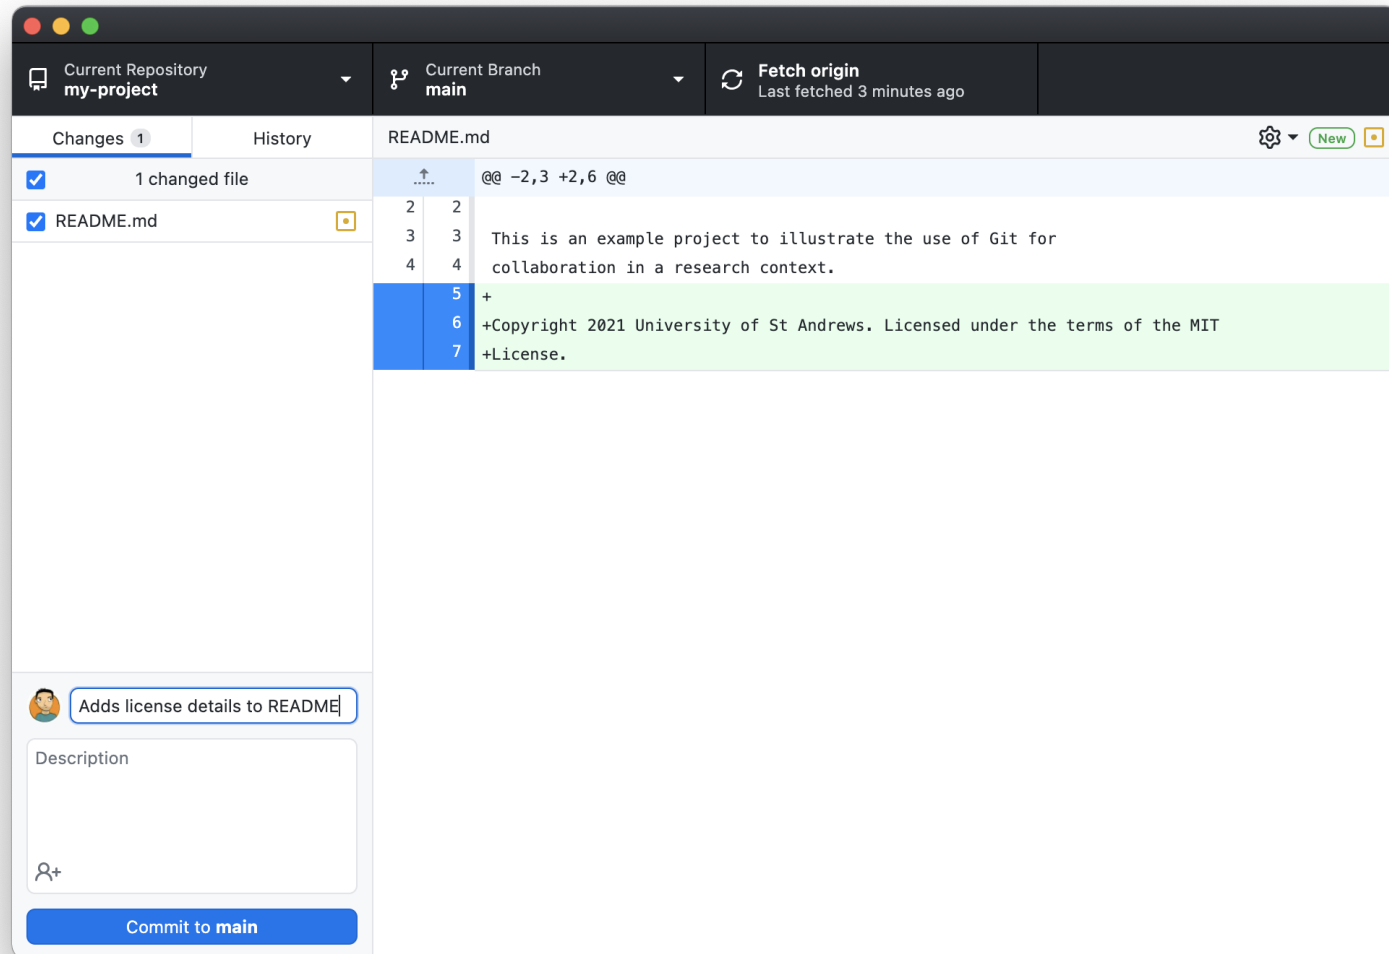 Current Repository
my-project
Current Branch
main
Fetch origin
Last fetched 3 minutes ago
Changes 1
History
README.md
New
1 changed file
README.md
@@ -2,3 +2,6 @@
2 2
3 3 This is an example project to illustrate the use of Git for
4 4 collaboration in a research context.
5 +
6 +Copyright 2021 University of St Andrews. Licensed under the terms of the MIT
7 +License.
Adds license details to README
Description
Commit to main